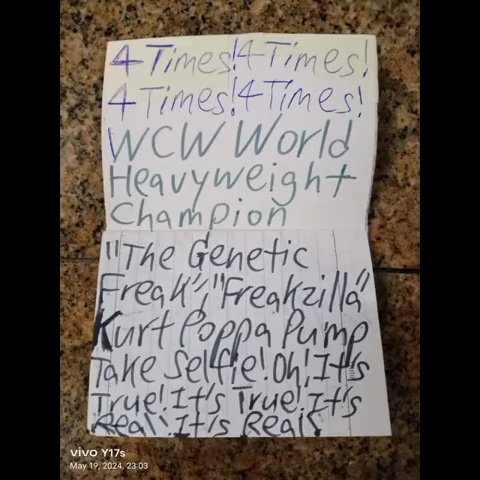 4 Times! 4 Times!
4 Times! 4 Times!
WCW World
Heavyweight
Champion
"The Genetic
Freak", "Freakzilla"
Kurt Poppa Pump
Take Selfie! Oh! It's
True! It's True! It's
Real! It's Real!
vivo Y17s
May 19, 2024, 23:03